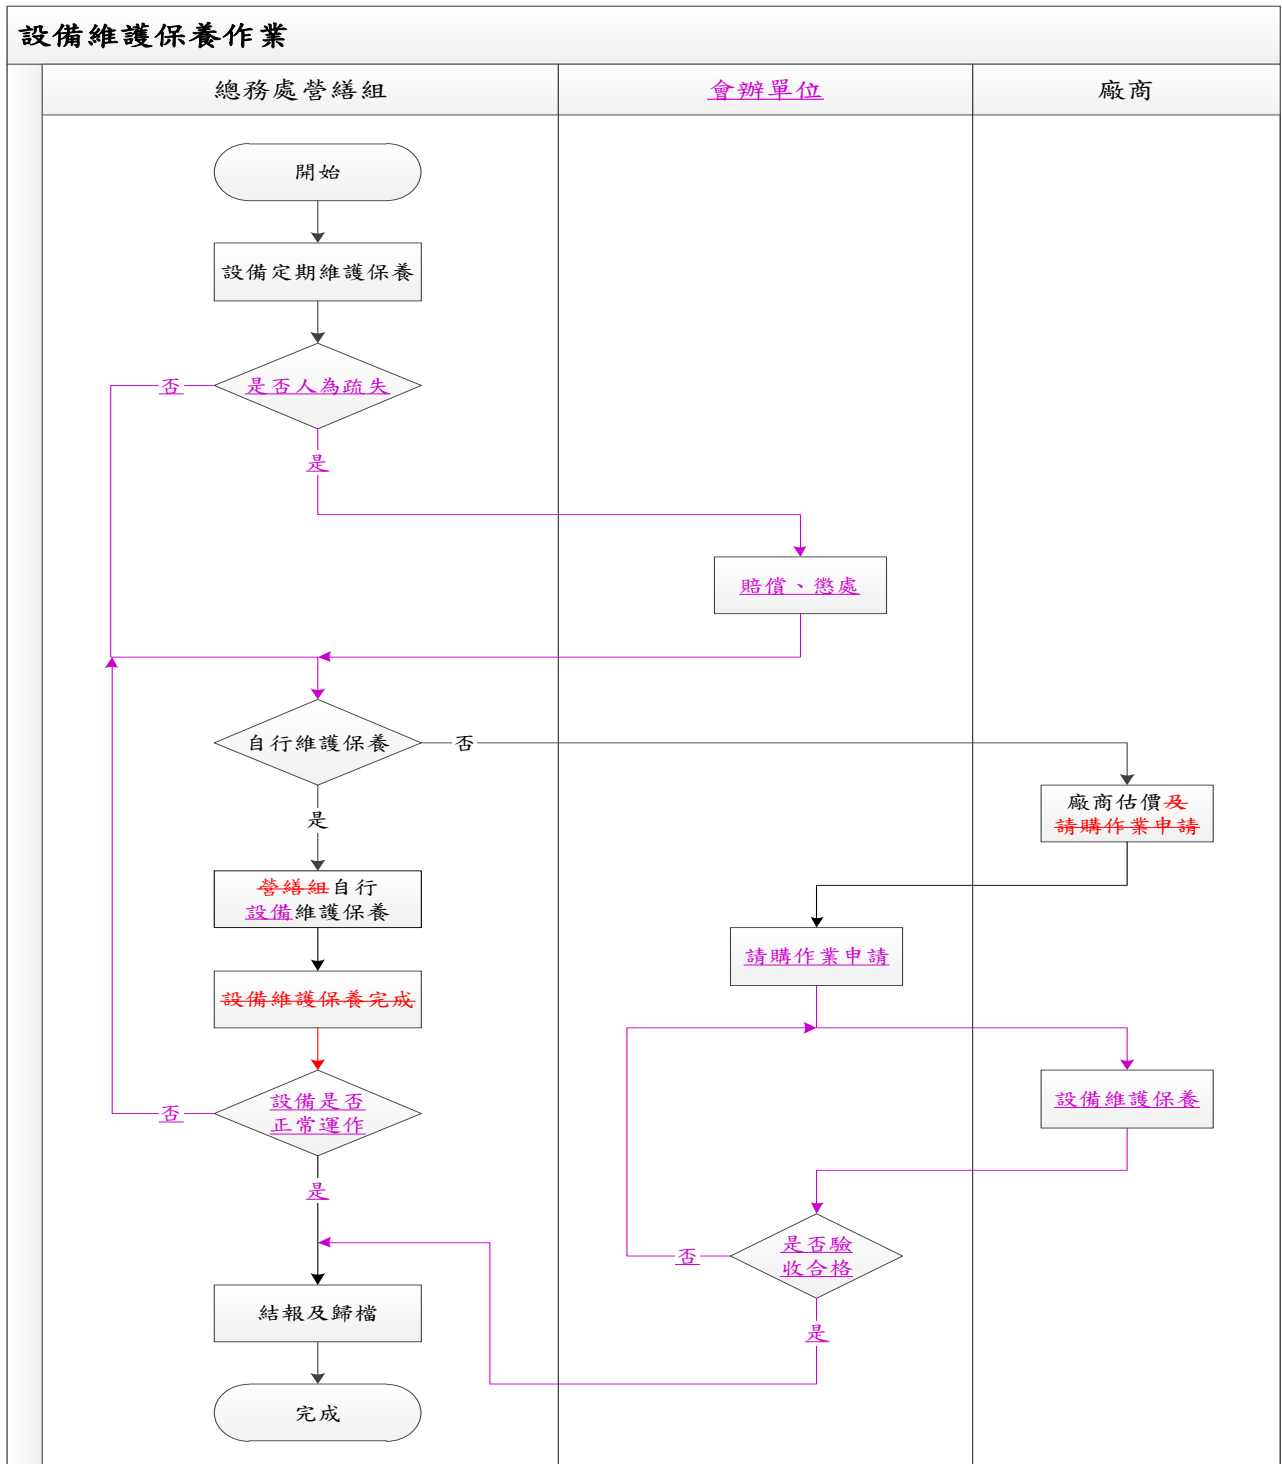 設備維護保養作業
總務處營繕組
會辦單位
廠商
開始
設備定期維護保養
是否人為疏失
否
是
賠償、懲處
自行維護保養
否
是
廠商估價及
請購作業申請
營繕組自行
設備維護保養
請購作業申請
設備維護保養完成
設備是否
正常運作
否
是
設備維護保養
是否驗
收合格
否
是
結報及歸檔
完成